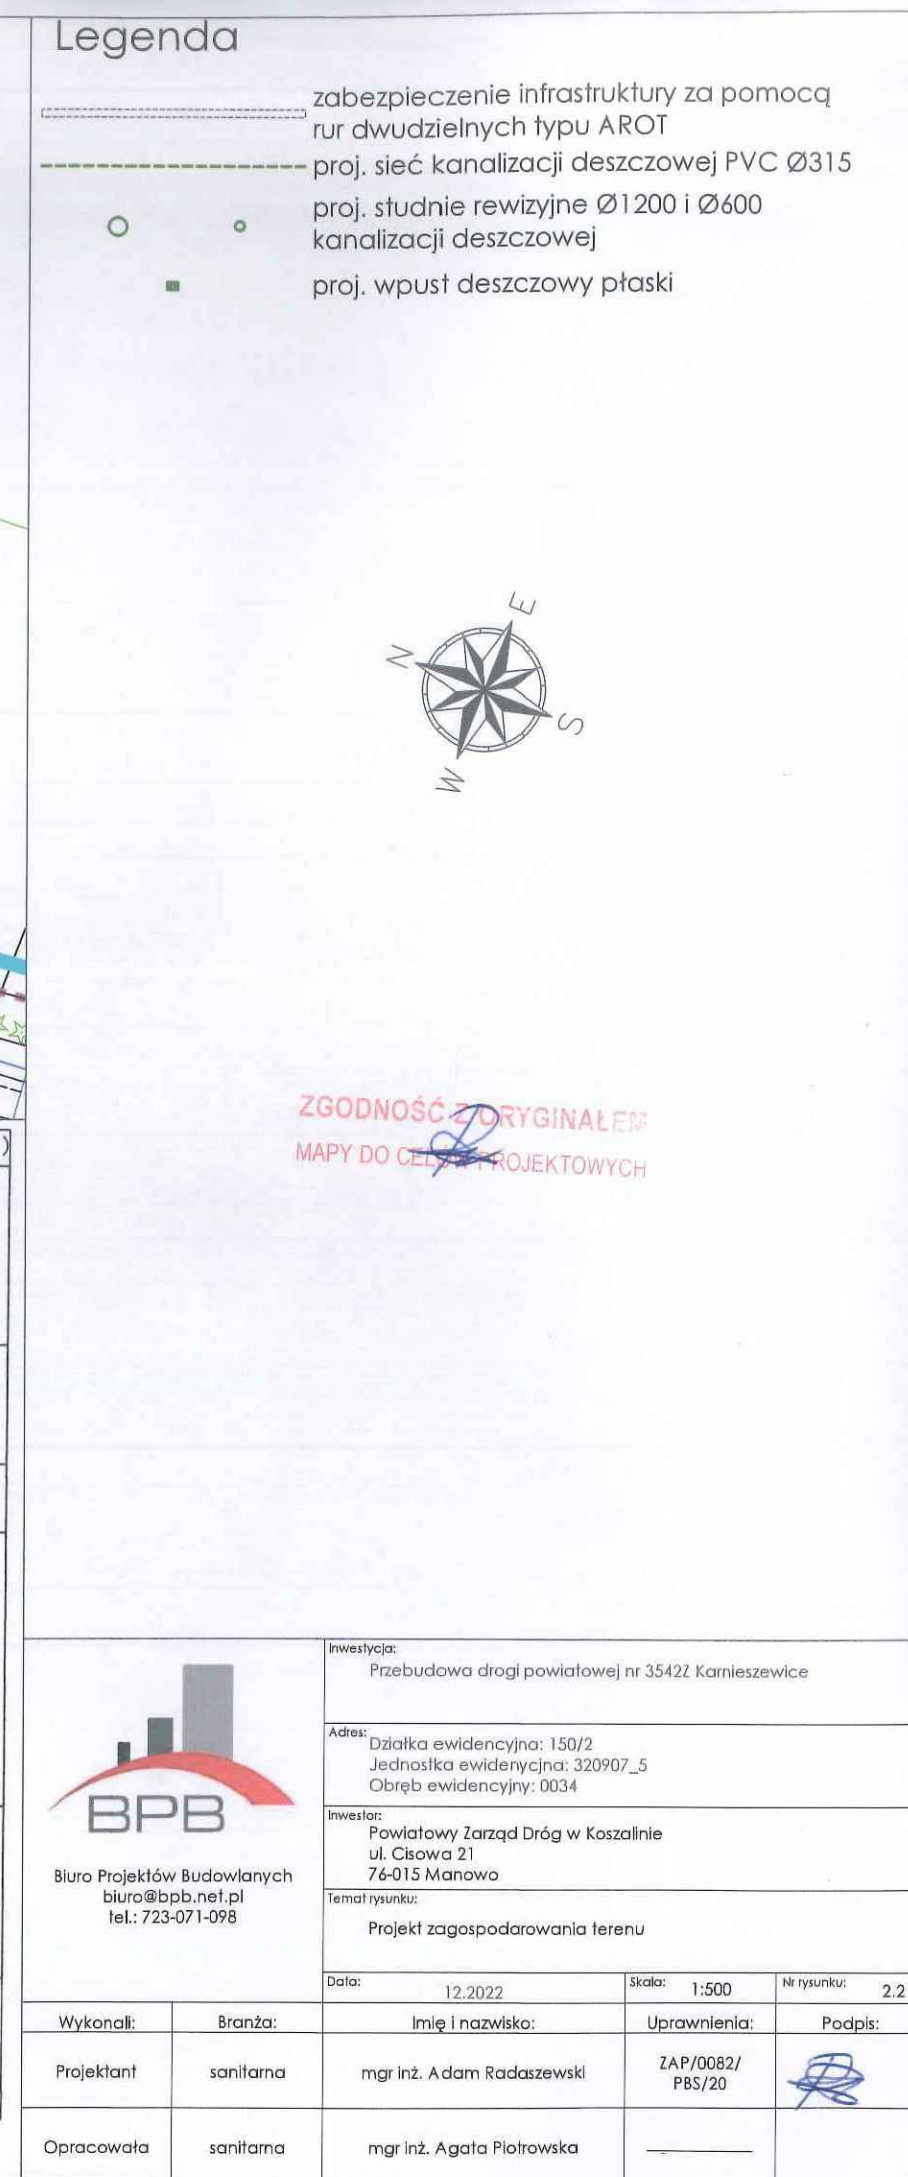 Legenda
zabezpieczenie infrastruktury za pomocą
rur dwudzielnych typu AROT
proj. sieć kanalizacji deszczowej PVC Ø315
proj. studnie rewizyjne Ø1200 i Ø600
kanalizacji deszczowej
proj. wpust deszczowy płaski
E
N
S
W
ZGODNOŚĆ Z ORYGINAŁEM
MAPY DO CELÓW PROJEKTOWYCH
BPB
Biuro Projektów Budowlanych
biuro@bpb.net.pl
tel.: 723-071-098
Inwestycja:
Przebudowa drogi powiatowej nr 3542Z Karnieszewice
Adres:
Działka ewidencyjna: 150/2
Jednostka ewidenycjna: 320907_5
Obręb ewidencyjny: 0034
Inwestor:
Powiatowy Zarząd Dróg w Koszalinie
ul. Cisowa 21
76-015 Manowo
Temat rysunku:
Projekt zagospodarowania terenu
Data: 12.2022 Skala: 1:500 Nr rysunku: 2.2
Wykonali: Branża: Imię i nazwisko: Uprawnienia: Podpis:
Projektant sanitarna mgr inż. Adam Radaszewski ZAP/0082/
PBS/20
Opracowała sanitarna mgr inż. Agata Piotrowska